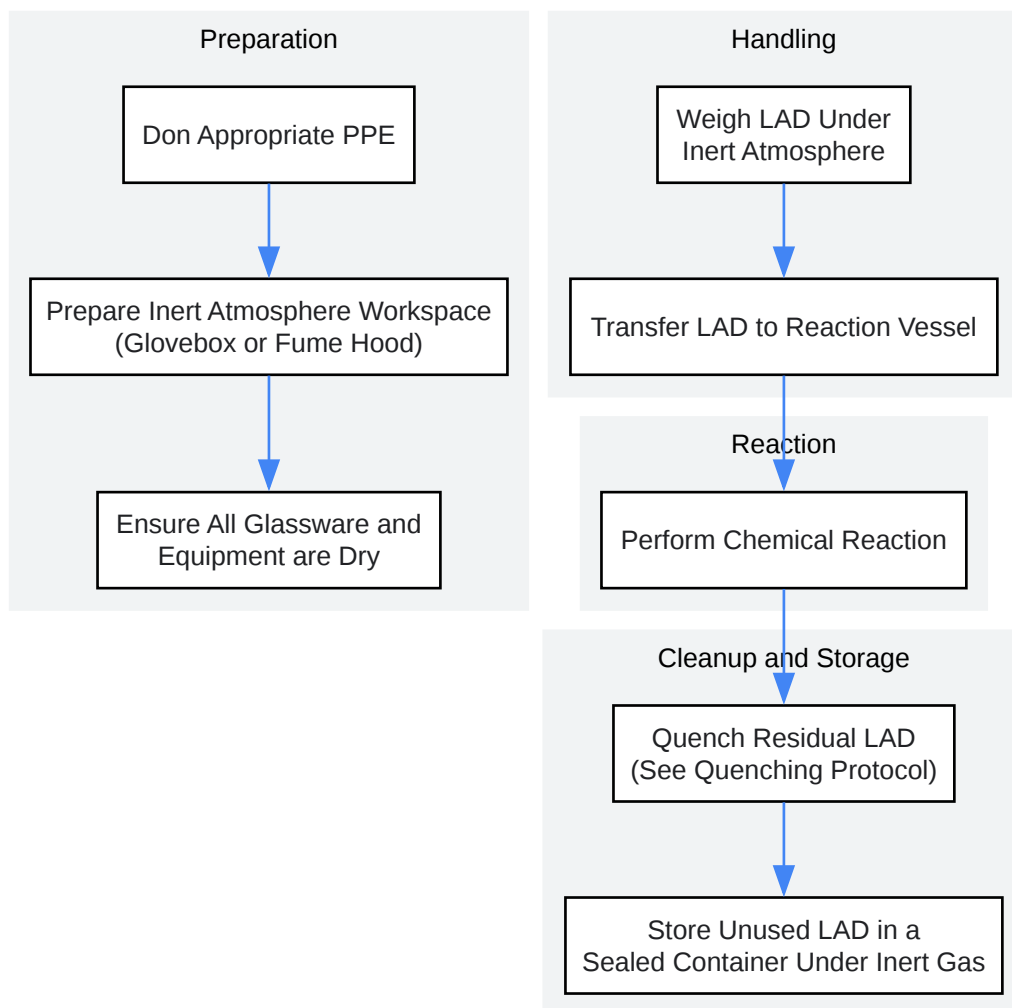 Preparation
Don Appropriate PPE
Prepare Inert Atmosphere Workspace
(Glovebox or Fume Hood)
Ensure All Glassware and
Equipment are Dry
Handling
Weigh LAD Under
Inert Atmosphere
Transfer LAD to Reaction Vessel
Reaction
Perform Chemical Reaction
Cleanup and Storage
Quench Residual LAD
(See Quenching Protocol)
Store Unused LAD in a
Sealed Container Under Inert Gas